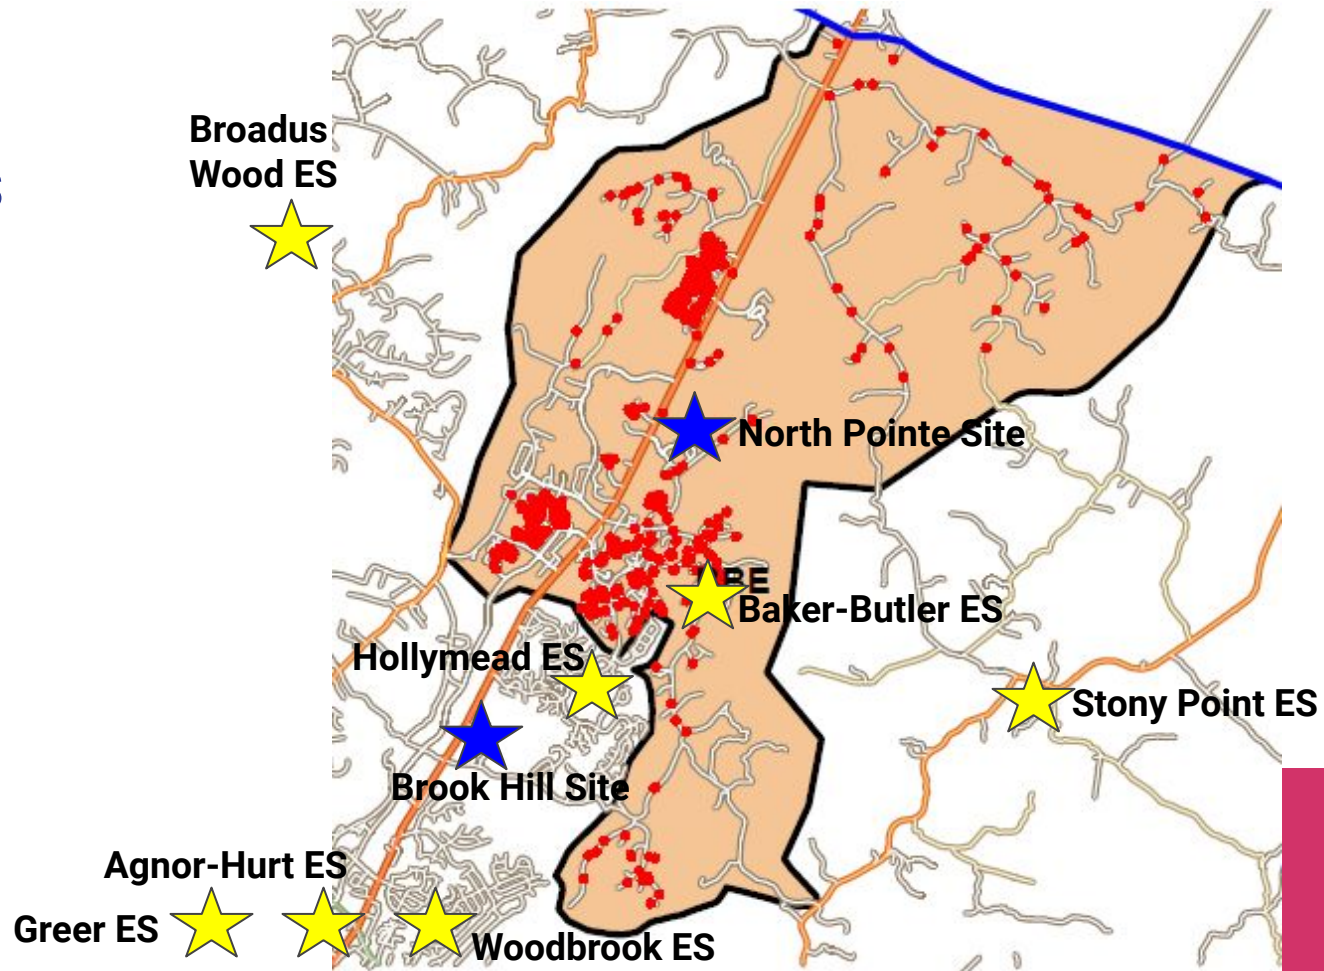 Broadus
Wood ES
North Pointe Site
BE
Baker-Butler ES
Hollymead ES
Stony Point ES
Brook Hill Site
Agnor-Hurt ES
Greer ES
Woodbrook ES